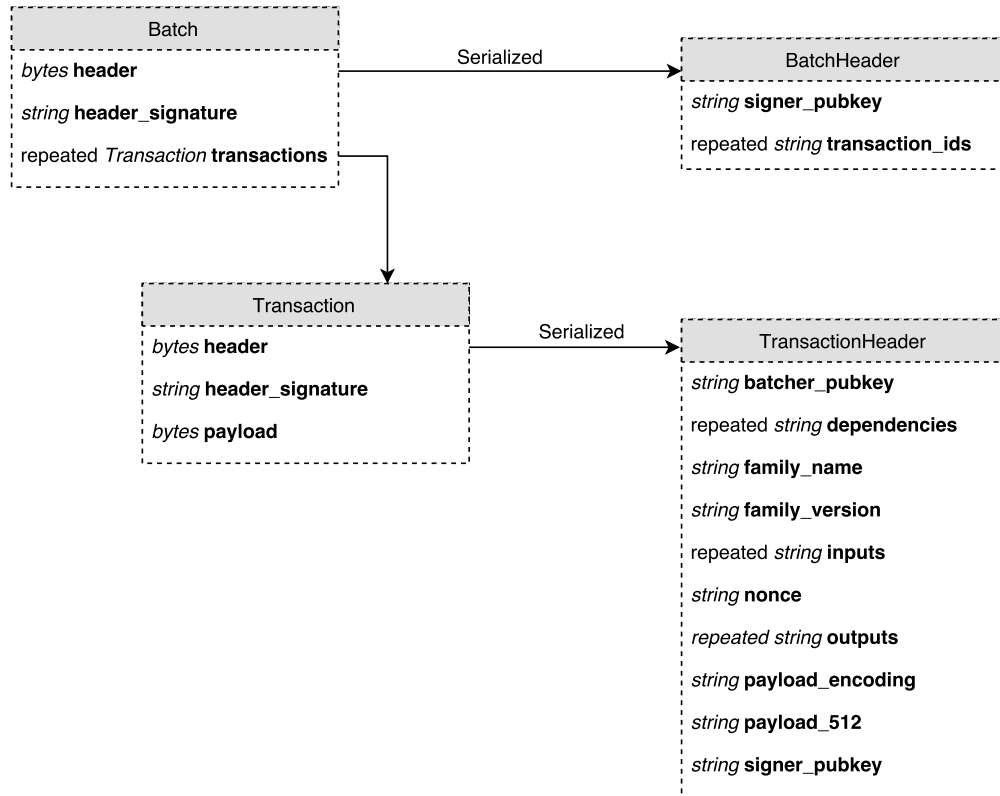 Batch
bytes header
string header_signature
repeated Transaction transactions
Serialized
BatchHeader
string signer_pubkey
repeated string transaction_ids
Transaction
bytes header
string header_signature
bytes payload
Serialized
TransactionHeader
string batcher_pubkey
repeated string dependencies
string family_name
string family_version
repeated string inputs
string nonce
repeated string outputs
string payload_encoding
string payload_512
string signer_pubkey